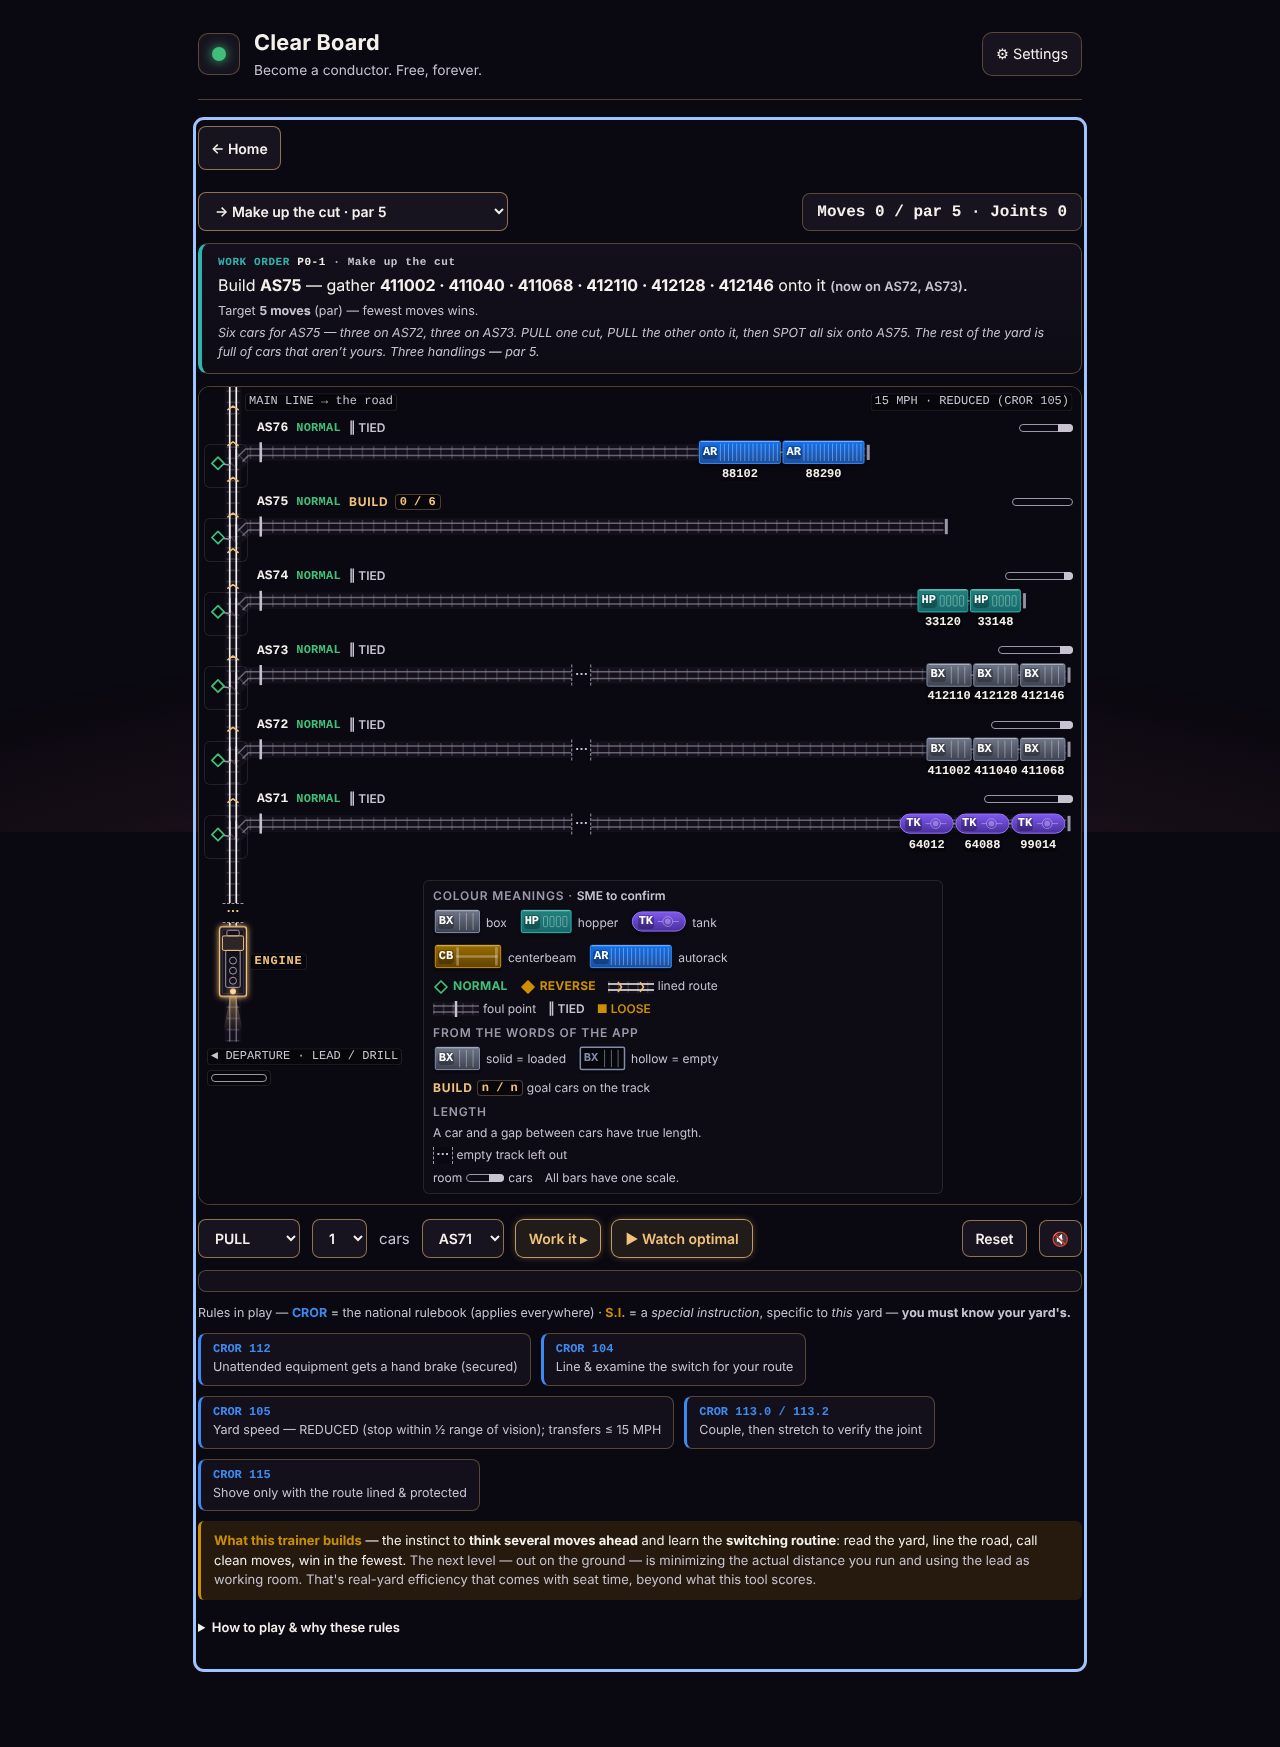 Clear Board
Become a conductor. Free, forever.
⚙ Settings
← Home
→ Make up the cut · par 5
Moves 0 / par 5 · Joints 0
WORK ORDER P0-1 · Make up the cut
Build AS75 — gather 411002 · 411040 · 411068 · 412110 · 412128 · 412146 onto it (now on AS72, AS73).
Target 5 moves (par) — fewest moves wins.
Six cars for AS75 — three on AS72, three on AS73. PULL one cut, PULL the other onto it, then SPOT all six onto AS75. The rest of the yard is
full of cars that aren't yours. Three handlings — par 5.
MAIN LINE → the road
15 MPH · REDUCED (CROR 105)
AS76 NORMAL ‖ TIED
AR AR
88102 88290
AS75 NORMAL BUILD 0 / 6
AS74 NORMAL ‖ TIED
HP HP
33120 33148
AS73 NORMAL ‖ TIED
··· BX BX BX
412110 412128 412146
AS72 NORMAL ‖ TIED
··· BX BX BX
411002 411040 411068
AS71 NORMAL ‖ TIED
··· TK TK TK
64012 64088 99014
···
ENGINE
◄ DEPARTURE · LEAD / DRILL
COLOUR MEANINGS · SME to confirm
BX box HP hopper TK tank
CB centerbeam AR autorack
NORMAL REVERSE lined route
foul point ‖ TIED ■ LOOSE
FROM THE WORDS OF THE APP
BX solid = loaded BX hollow = empty
BUILD n / n goal cars on the track
LENGTH
A car and a gap between cars have true length.
··· empty track left out
room cars All bars have one scale.
PULL 1 cars AS71 Work it ▸ ▶ Watch optimal Reset 🔇
Rules in play — CROR = the national rulebook (applies everywhere) · S.I. = a special instruction, specific to this yard — you must know your yard's.
CROR 112
Unattended equipment gets a hand brake (secured)
CROR 104
Line & examine the switch for your route
CROR 105
Yard speed — REDUCED (stop within ½ range of vision); transfers ≤ 15 MPH
CROR 113.0 / 113.2
Couple, then stretch to verify the joint
CROR 115
Shove only with the route lined & protected
What this trainer builds — the instinct to think several moves ahead and learn the switching routine: read the yard, line the road, call
clean moves, win in the fewest. The next level — out on the ground — is minimizing the actual distance you run and using the lead as
working room. That's real-yard efficiency that comes with seat time, beyond what this tool scores.
▶ How to play & why these rules